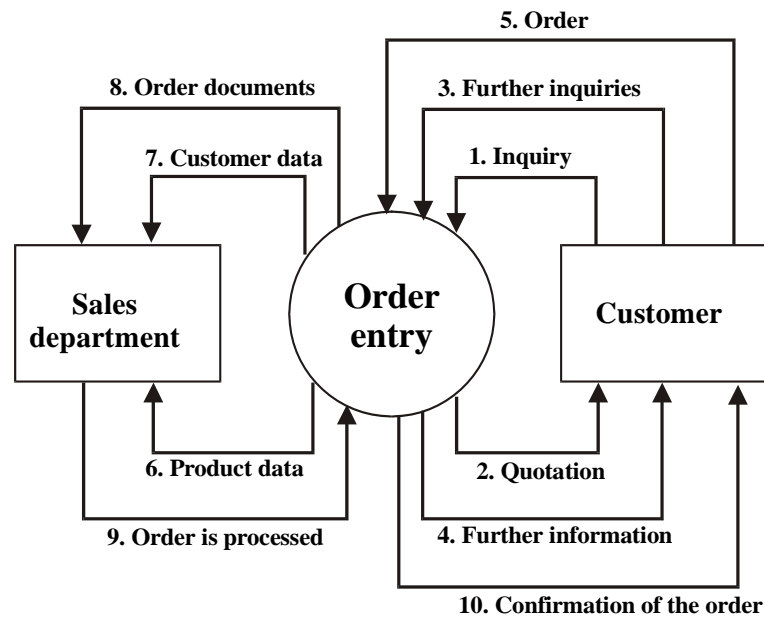 5. Order
8. Order documents
3. Further inquiries
7. Customer data
1. Inquiry
Sales
department
Order
entry
Customer
6. Product data
2. Quotation
9. Order is processed
4. Further information
10. Confirmation of the order